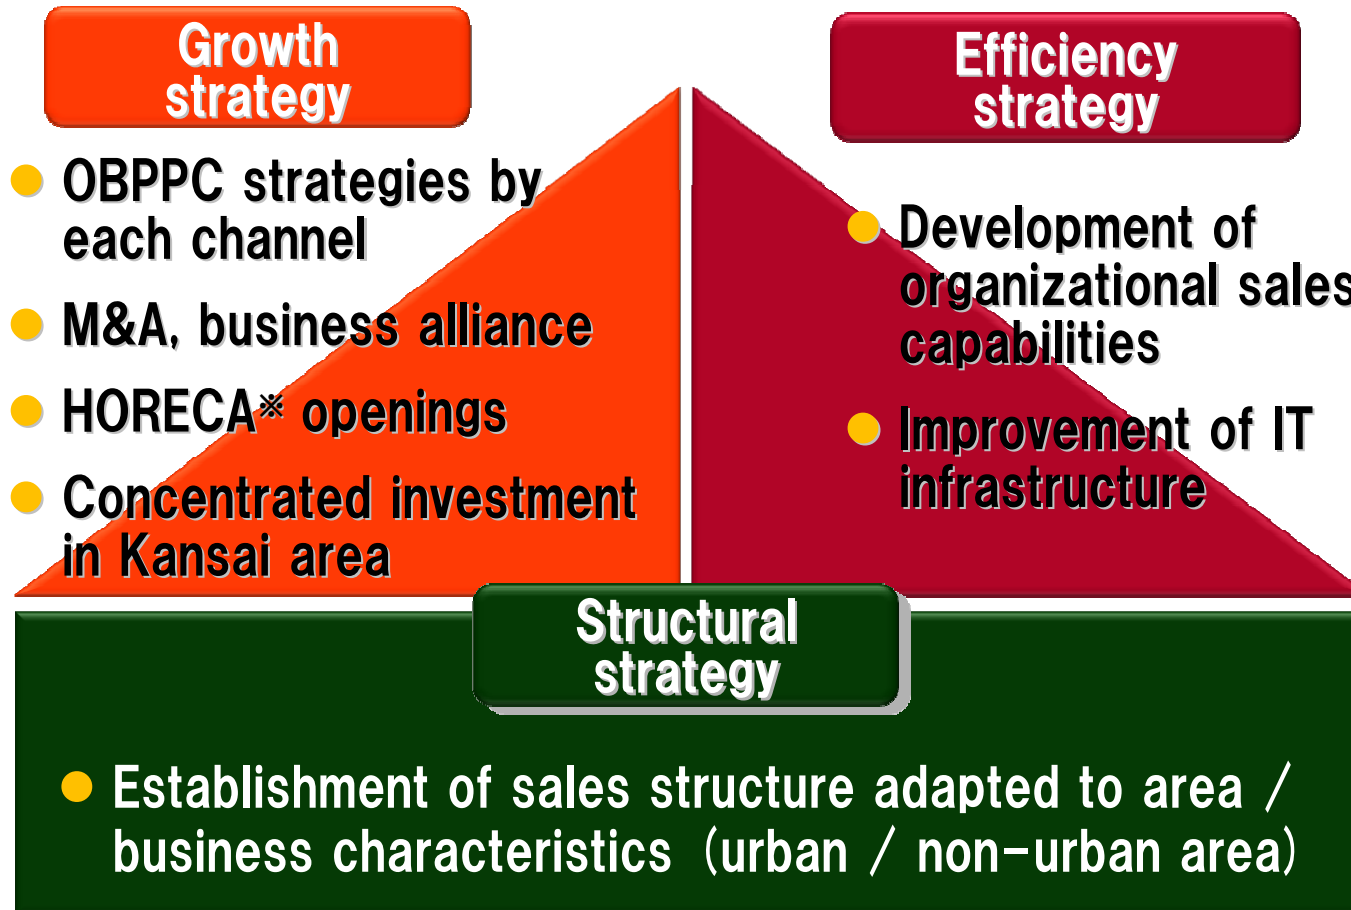 Growth
strategy
● OBPPC strategies by
each channel
● M&A, business alliance
● HORECA※ openings
● Concentrated investment
in Kansai area
Efficiency
strategy
● Development of
organizational sales
capabilities
● Improvement of IT
infrastructure
Structural
strategy
● Establishment of sales structure adapted to area /
business characteristics (urban / non-urban area)